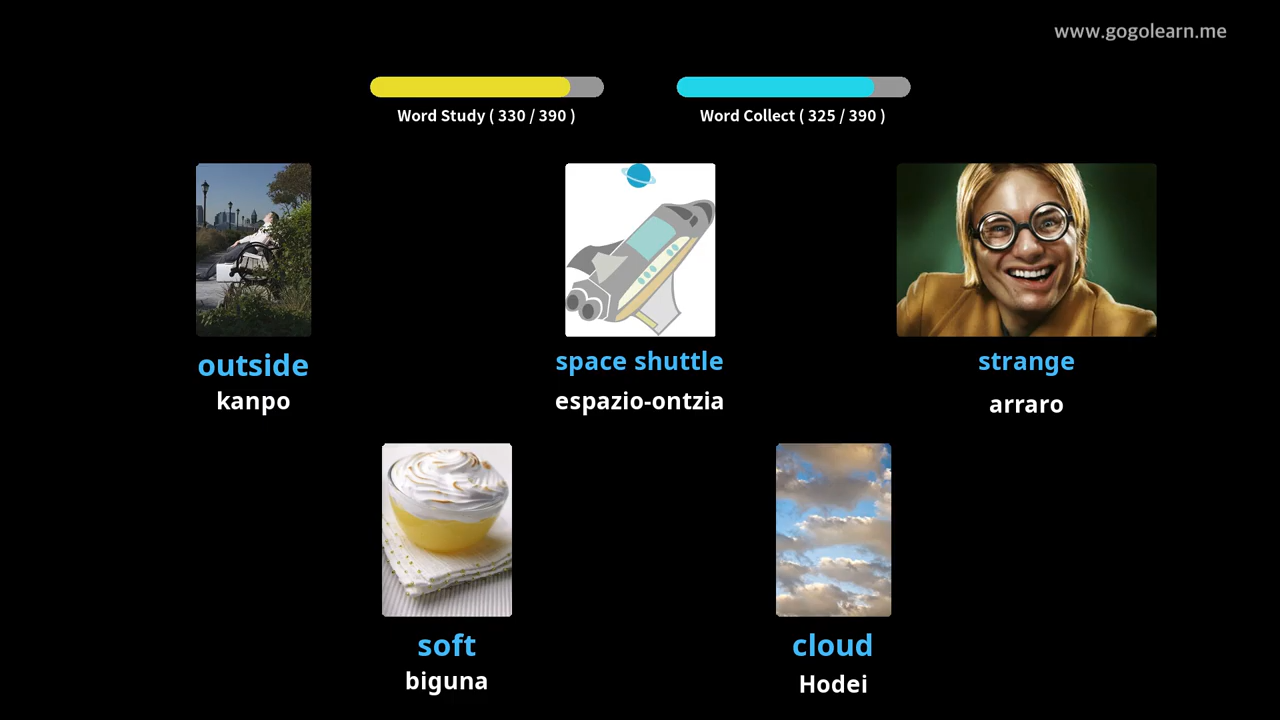 www.gogolearn.me
Word Study ( 330 / 390 )
Word Collect ( 325 / 390 )
outside
kanpo
space shuttle
espazio-ontzia
strange
arraro
soft
biguna
cloud
Hodei